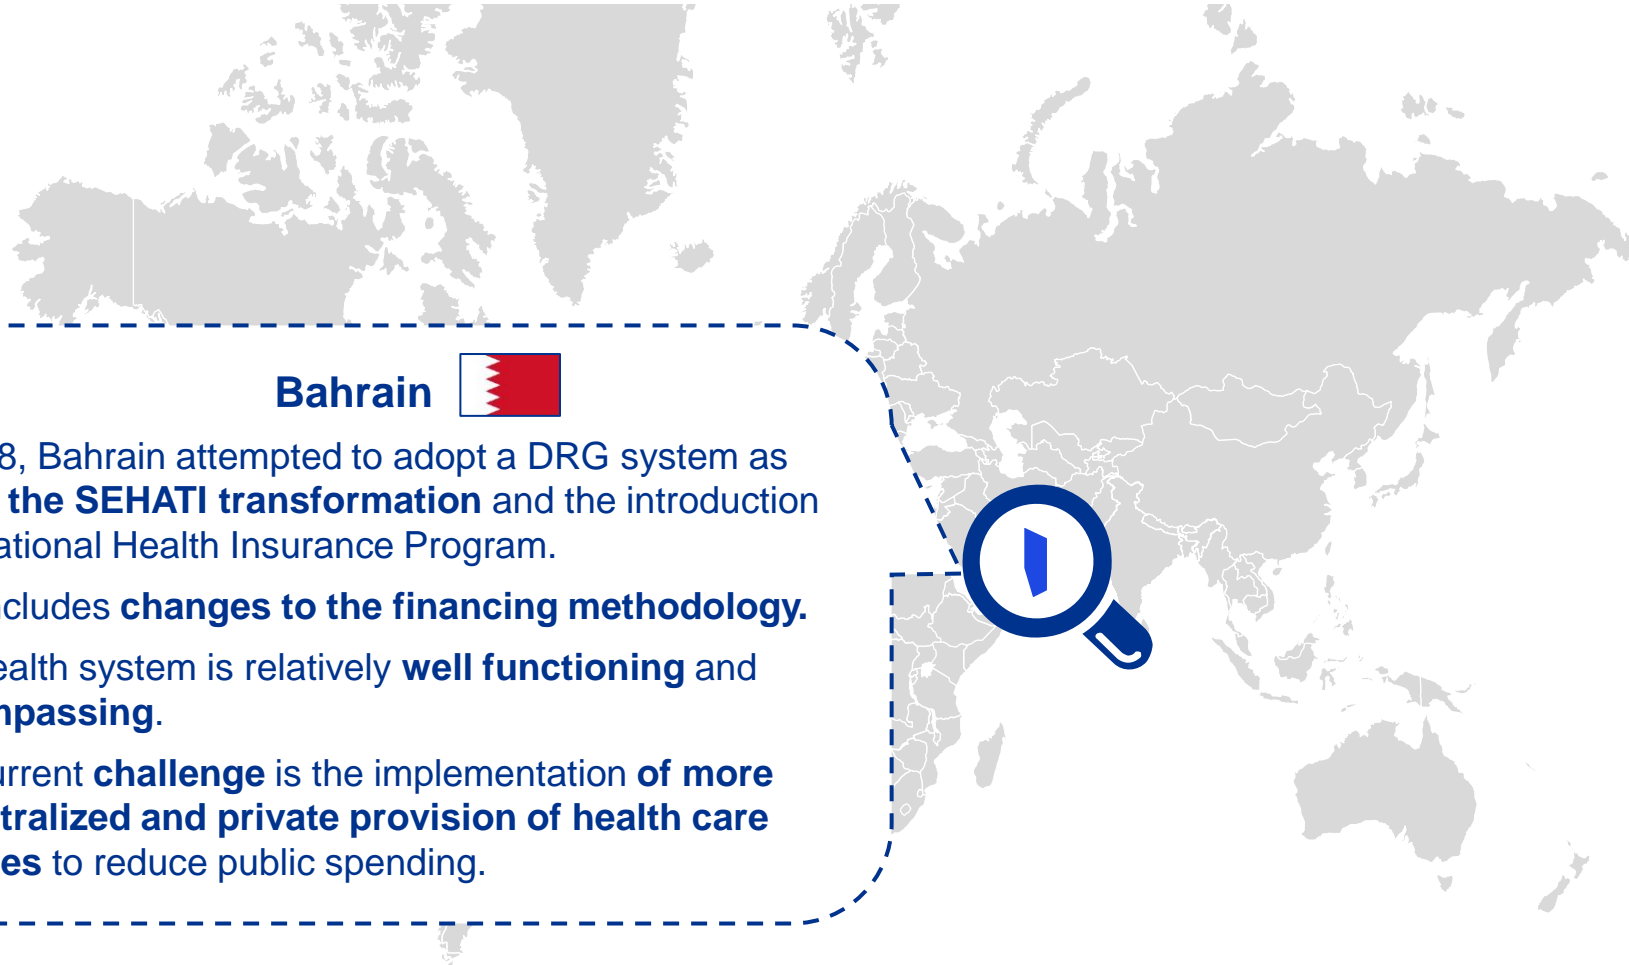 Bahrain
8, Bahrain attempted to adopt a DRG system as
the SEHATI transformation and the introduction
ational Health Insurance Program.
ncludes changes to the financing methodology.
ealth system is relatively well functioning and
mpassing.
urrent challenge is the implementation of more
tralized and private provision of health care
es to reduce public spending.